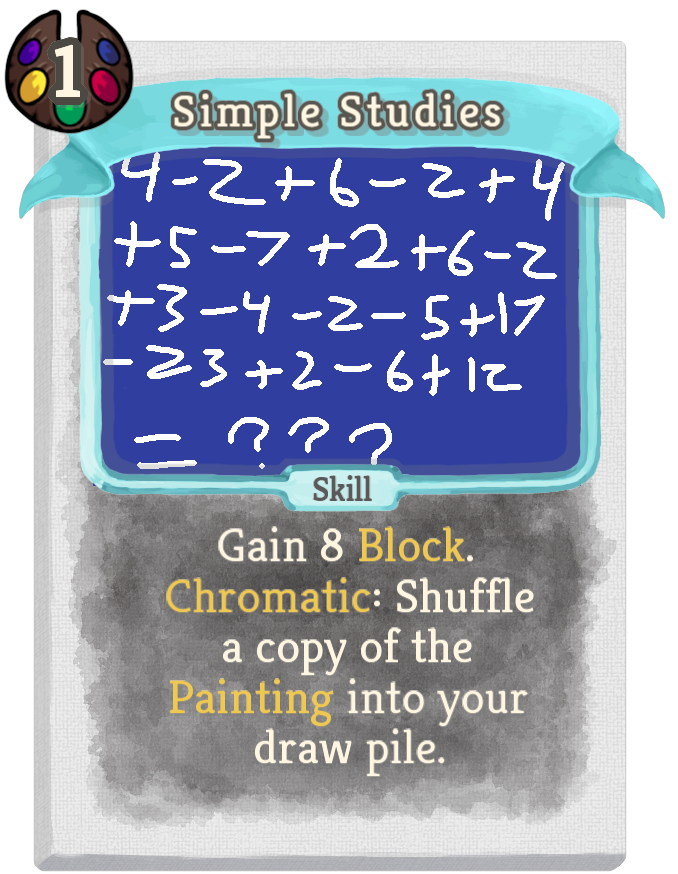 1
Simple Studies
4-2+6-2+4
+5-7+2+6-2
+3-4-2-5+17
-23+2-6+12
= ???
Skill
Gain 8 Block.
Chromatic: Shuffle
a copy of the
Painting into your
draw pile.